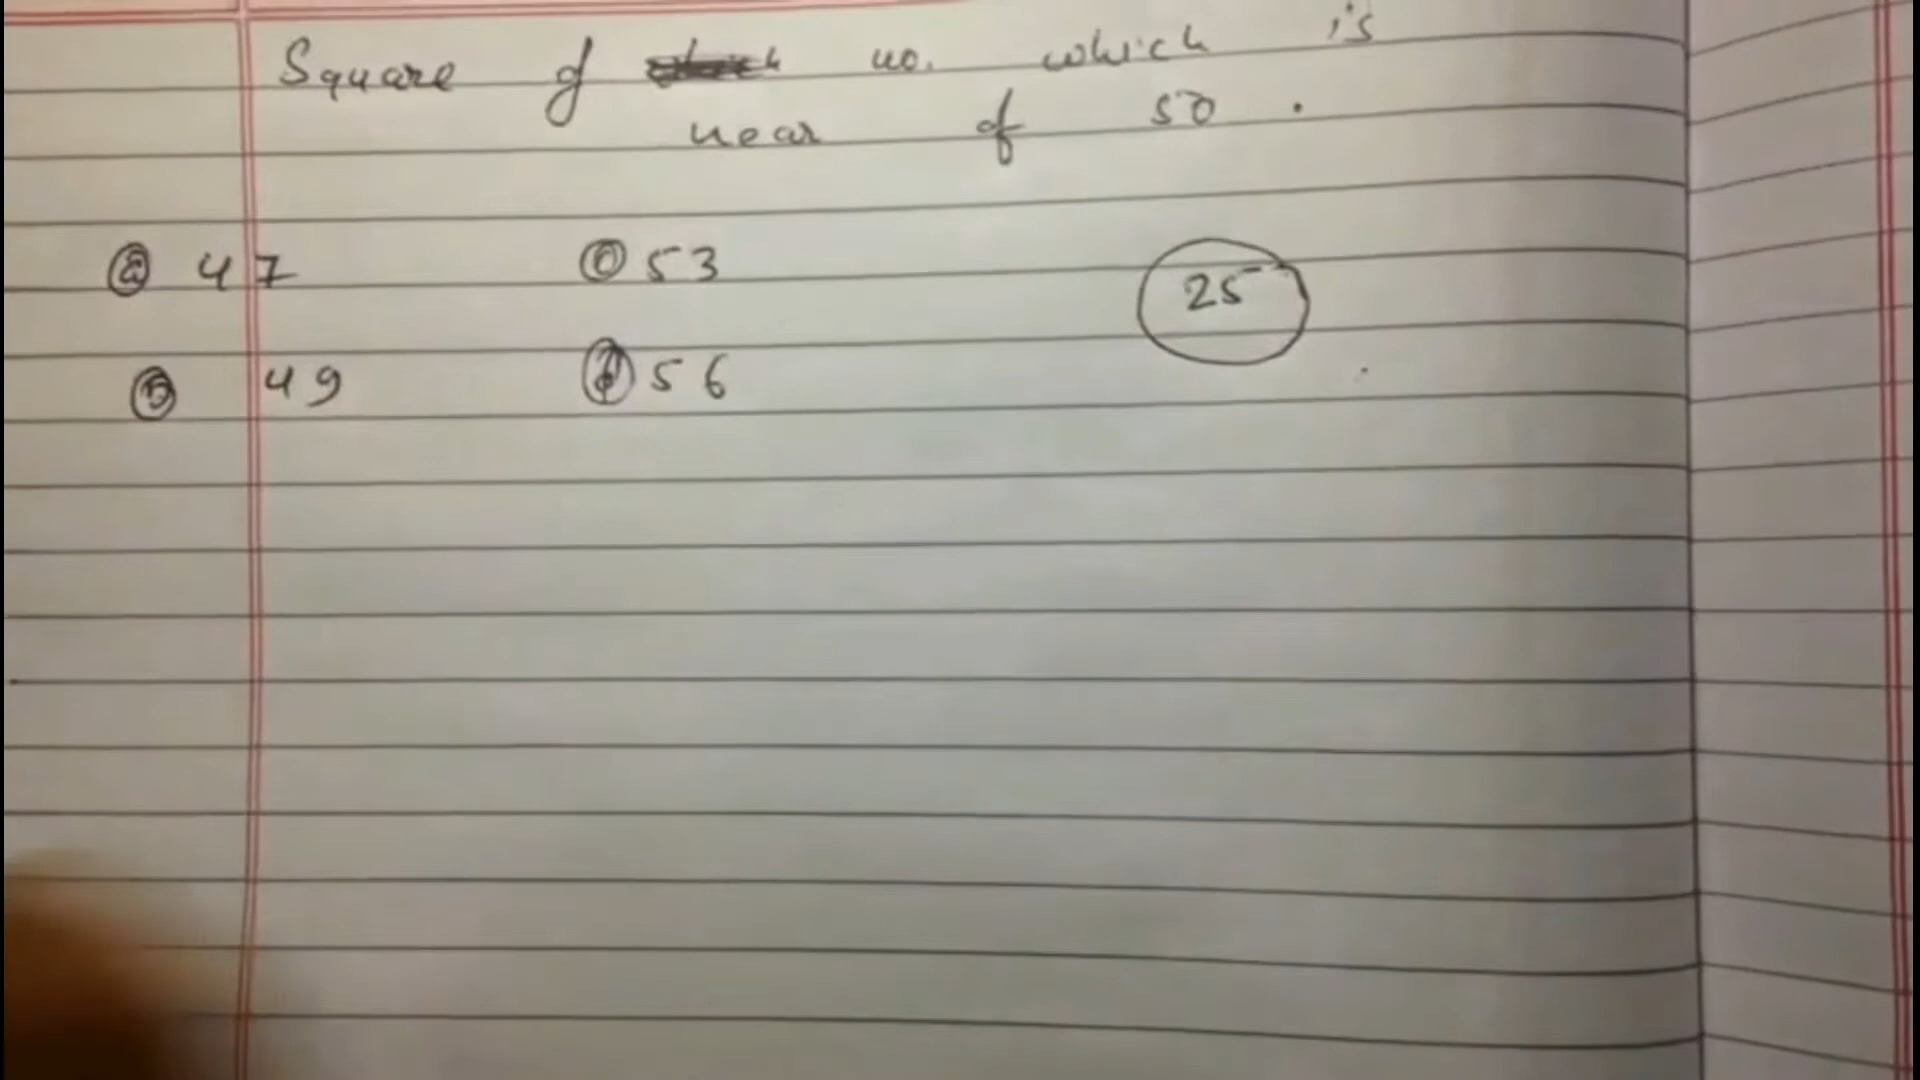 Square of no. which is
near of 50.
(a) 47 (c) 53
25
(b) 49 (d) 56